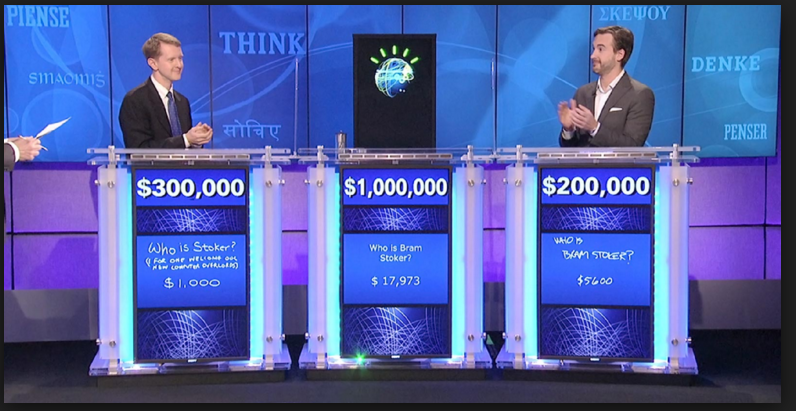 PIENSE
ΣΚΕΨΟΥ
THINK
DENKE
सोचिए
PENSER
$300,000
$1,000,000
$200,000
Who is Stoker?
(I FOR ONE WELCOME OUR
NEW COMPUTER OVERLORDS)
$1,000
Who is Bram
Stoker?
$ 17,973
WHO IS
BRAM STOKER?
$5600